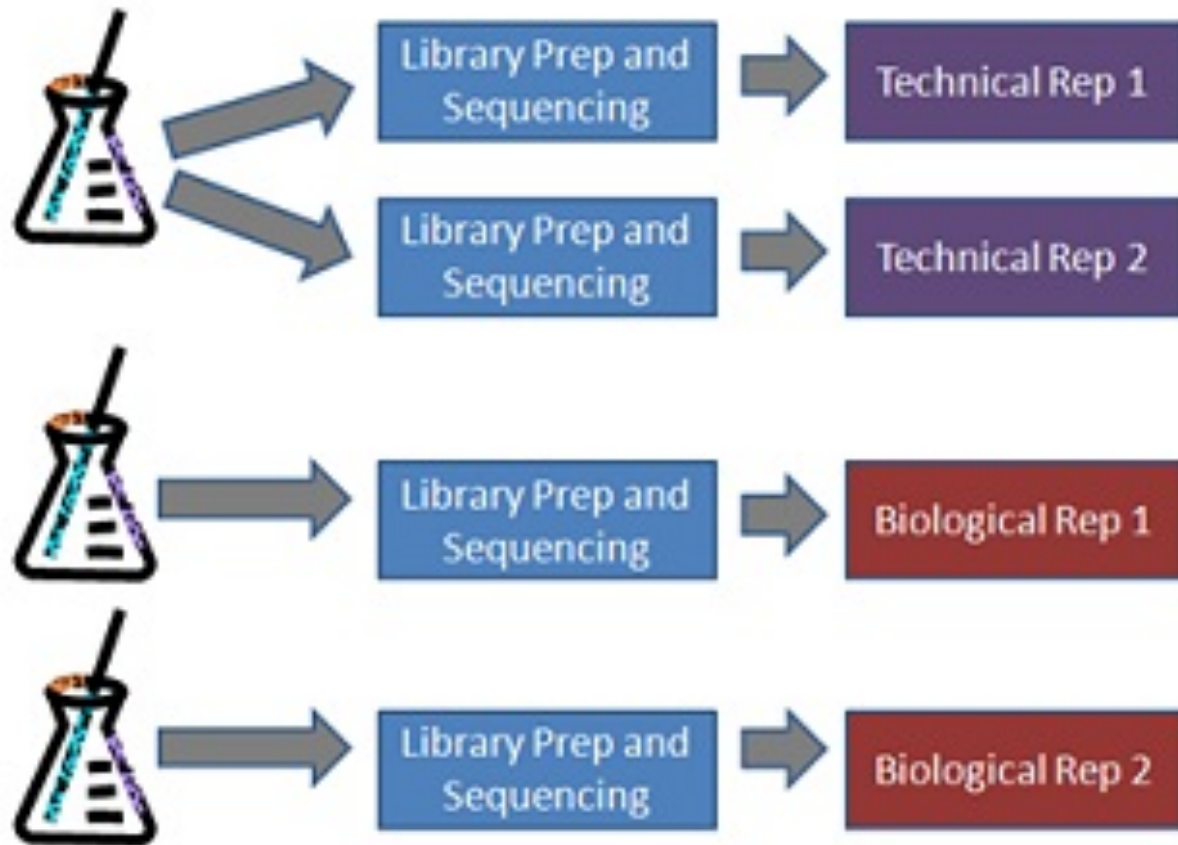 Library Prep and
Sequencing
Technical Rep 1
Library Prep and
Sequencing
Technical Rep 2
Library Prep and
Sequencing
Biological Rep 1
Library Prep and
Sequencing
Biological Rep 2